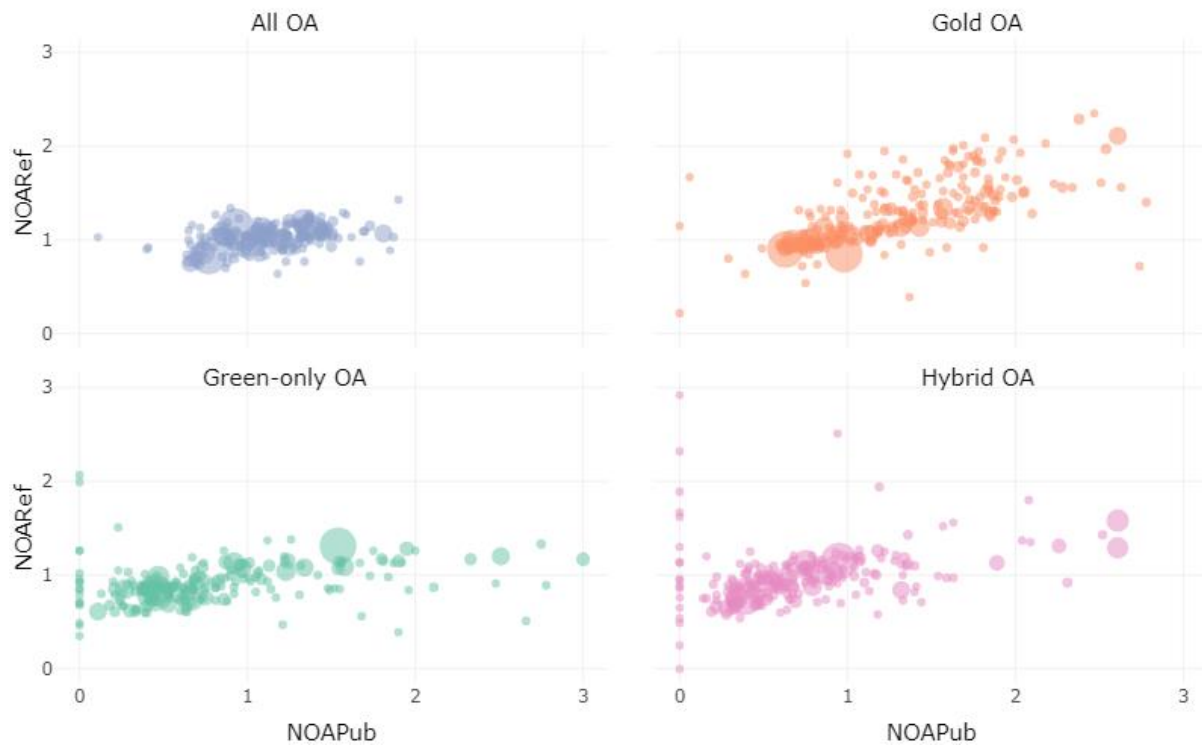 All OA
Gold OA
3
2
1
0
NOARef
Green-only OA
Hybrid OA
3
2
1
0
NOARef
0 1 2 3
0 1 2 3
NOAPub
NOAPub